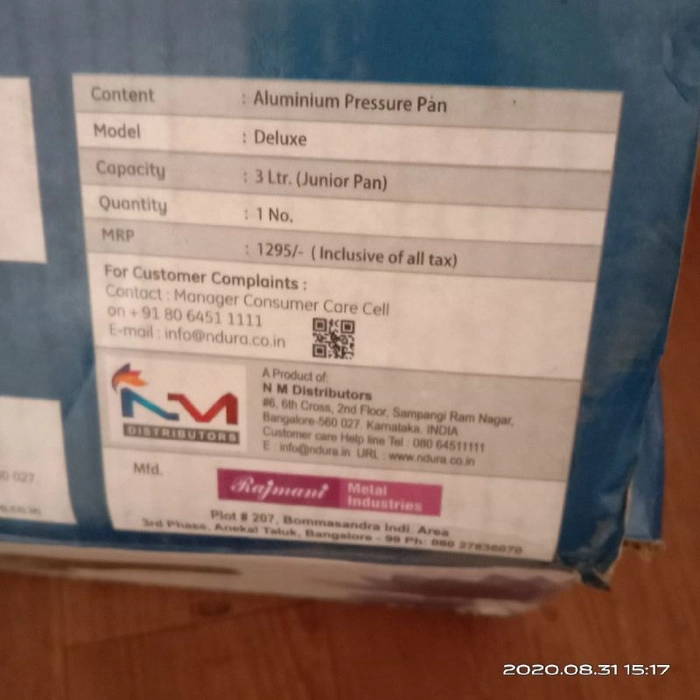 Content : Aluminium Pressure Pan
Model : Deluxe
Capacity : 3 Ltr. (Junior Pan)
Quantity : 1 No.
MRP : 1295/- ( Inclusive of all tax)
For Customer Complaints :
Contact : Manager Consumer Care Cell
on + 91 80 6451 1111
E-mail : info@ndura.co.in
NM
DISTRIBUTORS
A Product of:
N M Distributors
#6, 6th Cross, 2nd Floor, Sampangi Ram Nagar,
Bangalore-560 027. Karnataka. INDIA
Customer care Help line Tel : 080 64511111
E : info@ndura.in URL : www.ndura.co.in
Mfd.
Rajmani Metal
Industries
Plot # 207, Bommasandra Indl. Area
3rd Phase, Anekal Taluk, Bangalore - 99 Ph: 080 27836070
027
2020.08.31 15:17